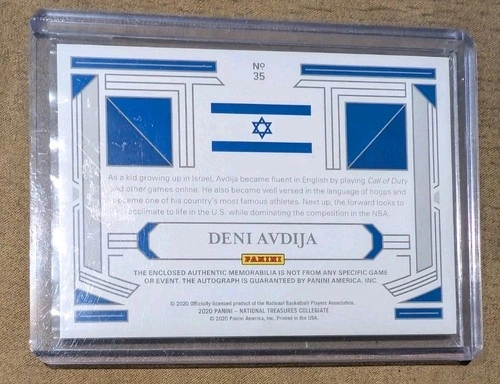 Nº
35
As a kid growing up in Israel, Avdija became fluent in English by playing Call of Duty
and other games online. He also became well versed in the language of hoops and
became one of his country's most famous athletes. Next up, the forward looks to
acclimate to life in the U.S. while dominating the competition in the NBA.
DENI AVDIJA
PANINI
THE ENCLOSED AUTHENTIC MEMORABILIA IS NOT FROM ANY SPECIFIC GAME
OR EVENT. THE AUTOGRAPH IS GUARANTEED BY PANINI AMERICA, INC.
© 2020 Officially licensed product of the National Basketball Players Association.
2020 PANINI - NATIONAL TREASURES COLLEGIATE
© 2020 Panini America, Inc. Printed in the USA.